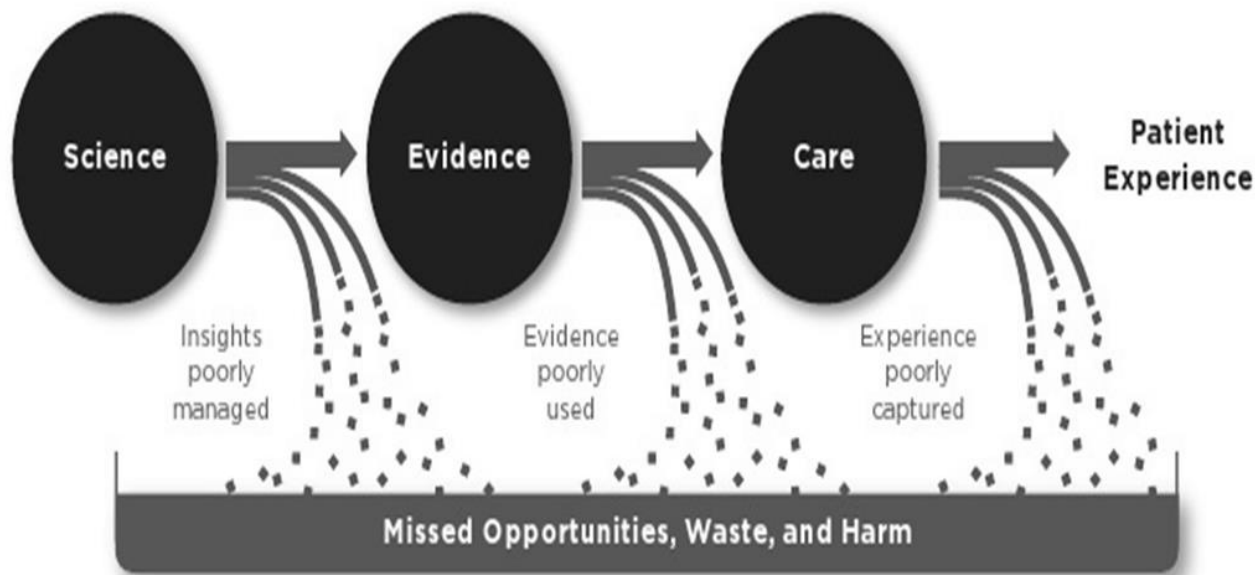 Science
Evidence
Care
Patient
Experience
Insights
poorly
managed
Evidence
poorly
used
Experience
poorly
captured
Missed Opportunities, Waste, and Harm